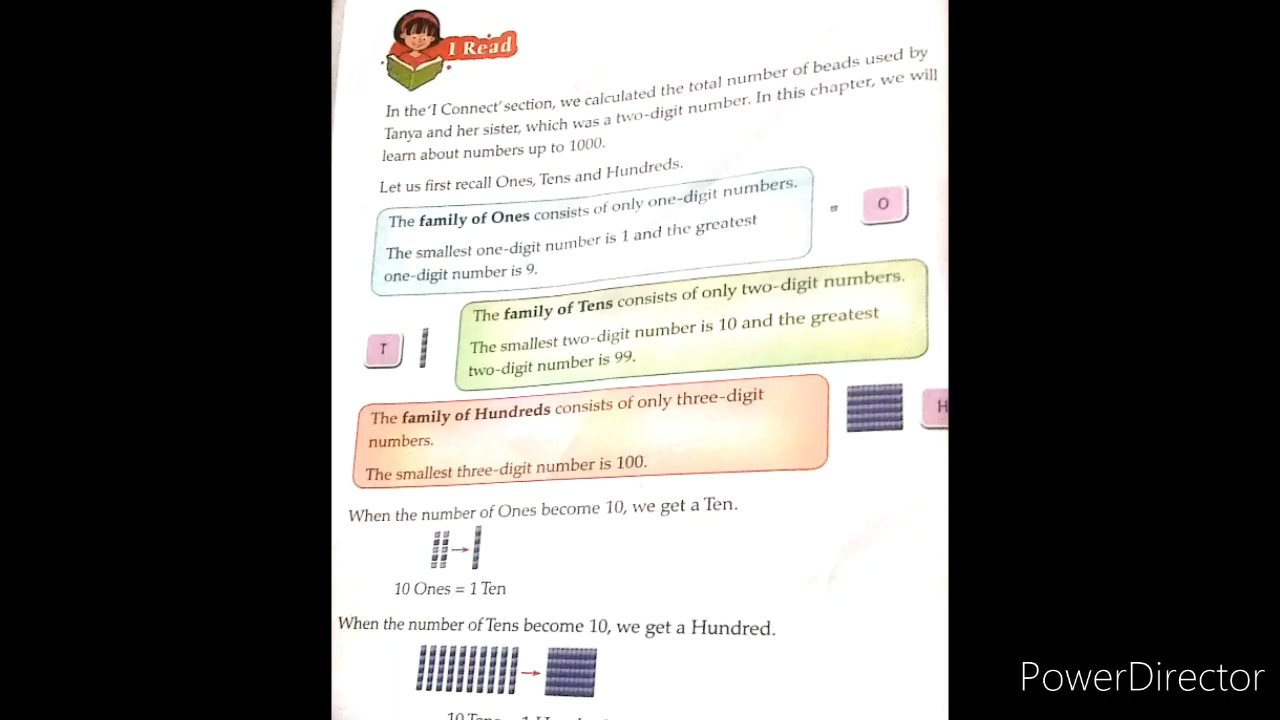 I Read
In the 'I Connect' section, we calculated the total number of beads used by
Tanya and her sister, which was a two-digit number. In this chapter, we will
learn about numbers up to 1000.
Let us first recall Ones, Tens and Hundreds.
The family of Ones consists of only one-digit numbers.
The smallest one-digit number is 1 and the greatest
one-digit number is 9.
O
The family of Tens consists of only two-digit numbers.
The smallest two-digit number is 10 and the greatest
two-digit number is 99.
T
The family of Hundreds consists of only three-digit
numbers.
The smallest three-digit number is 100.
H
When the number of Ones become 10, we get a Ten.
10 Ones = 1 Ten
When the number of Tens become 10, we get a Hundred.
PowerDirector